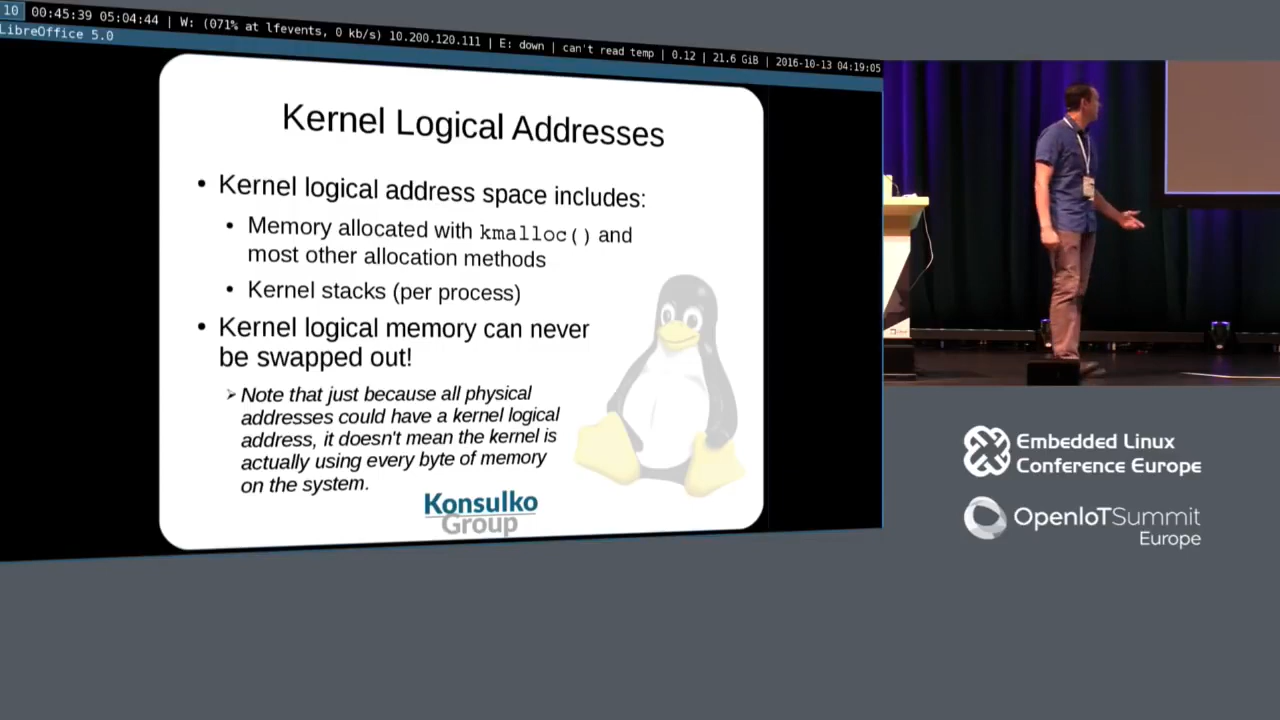 10 00:45:39 05:04:44 | W: (071% at lfevents, 0 kb/s) 10.200.120.111 | E: down | can't read temp | 0.12 | 21.6 GiB | 2016-10-13 04:19:05
LibreOffice 5.0
Kernel Logical Addresses
• Kernel logical address space includes:
• Memory allocated with kmalloc() and
most other allocation methods
• Kernel stacks (per process)
• Kernel logical memory can never
be swapped out!
➢ Note that just because all physical
addresses could have a kernel logical
address, it doesn't mean the kernel is
actually using every byte of memory
on the system.
Konsulko
Group
Embedded Linux
Conference Europe
OpenIoTSummit
Europe